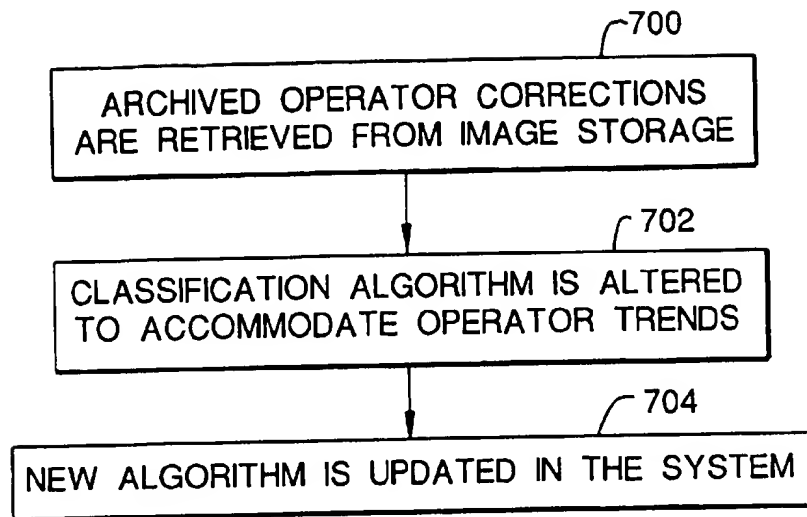 700
ARCHIVED OPERATOR CORRECTIONS
ARE RETRIEVED FROM IMAGE STORAGE
702
CLASSIFICATION ALGORITHM IS ALTERED
TO ACCOMMODATE OPERATOR TRENDS
704
NEW ALGORITHM IS UPDATED IN THE SYSTEM